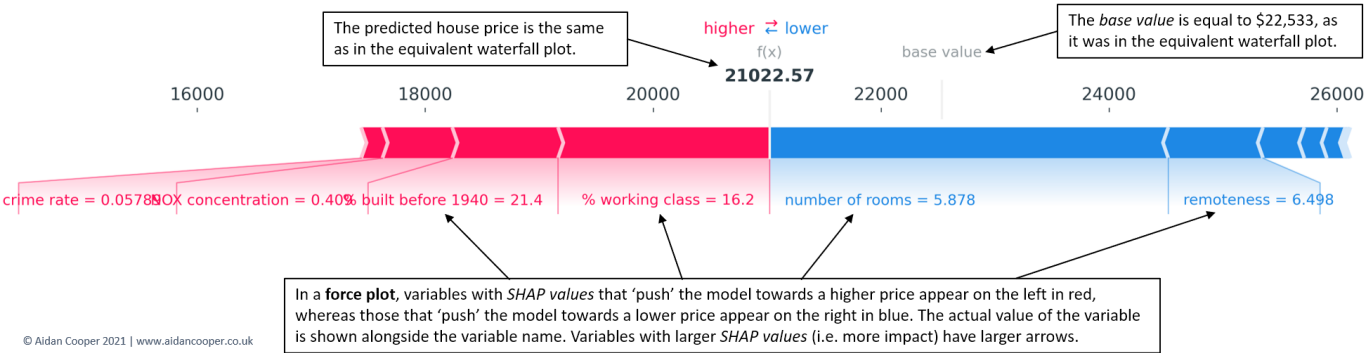 The predicted house price is the same
as in the equivalent waterfall plot.
The base value is equal to $22,533, as
it was in the equivalent waterfall plot.
higher ⇄ lower
f(x)
base value
21022.57
16000 18000 20000 22000 24000 26000
crime rate = 0.05789 NOX concentration = 0.409 % built before 1940 = 21.4 % working class = 16.2 number of rooms = 5.878 remoteness = 6.498
In a force plot, variables with SHAP values that ‘push’ the model towards a higher price appear on the left in red,
whereas those that ‘push’ the model towards a lower price appear on the right in blue. The actual value of the variable
is shown alongside the variable name. Variables with larger SHAP values (i.e. more impact) have larger arrows.
© Aidan Cooper 2021 | www.aidancooper.co.uk